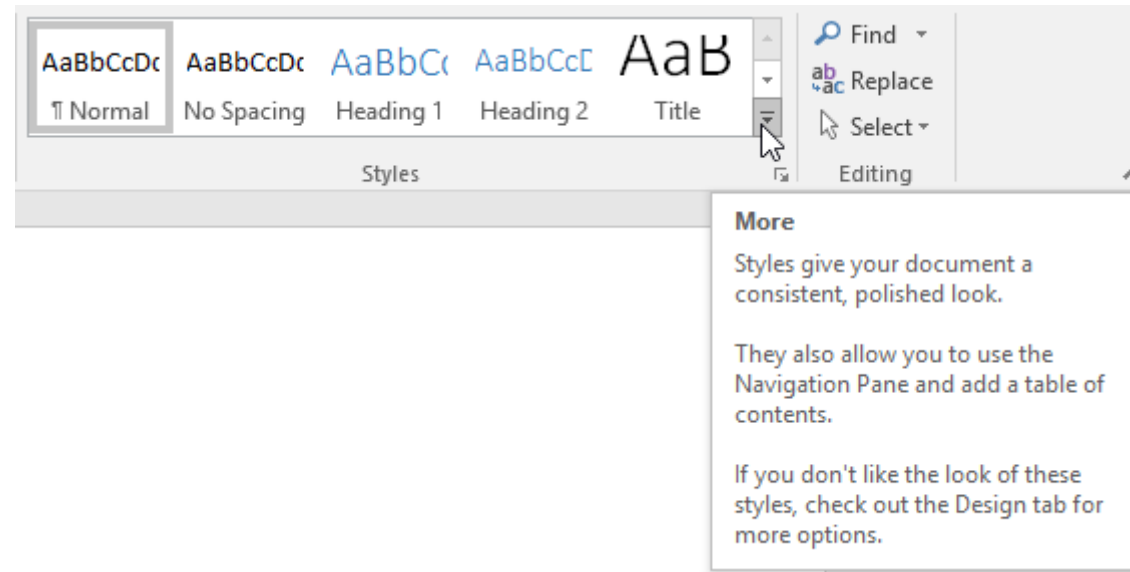 AaBbCcDc AaBbCcDc AaBbC( AaBbCcE AaB
¶ Normal No Spacing Heading 1 Heading 2 Title
Styles
Find
Replace
Select
Editing
More
Styles give your document a
consistent, polished look.
They also allow you to use the
Navigation Pane and add a table of
contents.
If you don't like the look of these
styles, check out the Design tab for
more options.